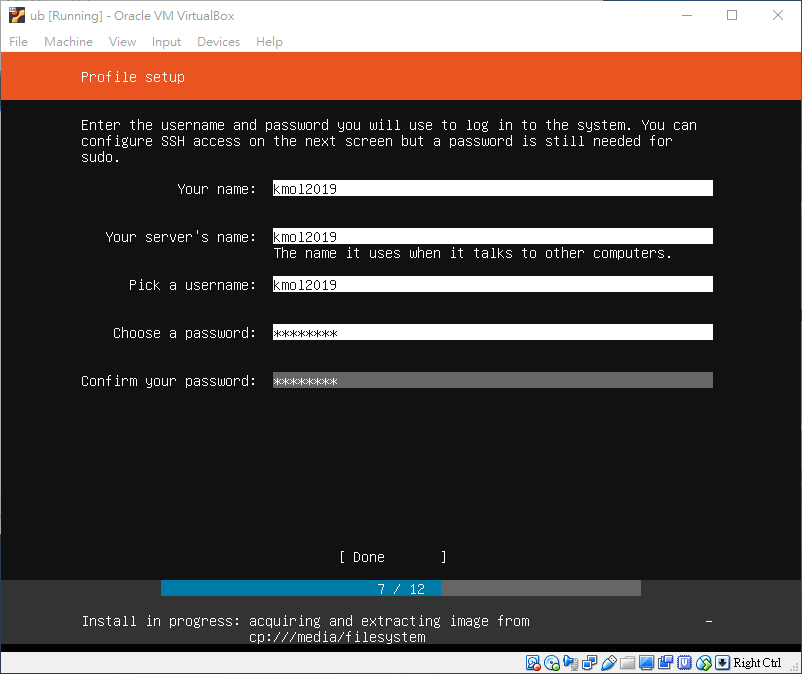 ub [Running] - Oracle VM VirtualBox
File Machine View Input Devices Help
Profile setup
Enter the username and password you will use to log in to the system. You can
configure SSH access on the next screen but a password is still needed for
sudo.
Your name: kmol2019
Your server's name: kmol2019
The name it uses when it talks to other computers.
Pick a username: kmol2019
Choose a password: ********
Confirm your password: ********
[ Done ]
7 / 12
Install in progress: acquiring and extracting image from -
cp:///media/filesystem
Right Ctrl